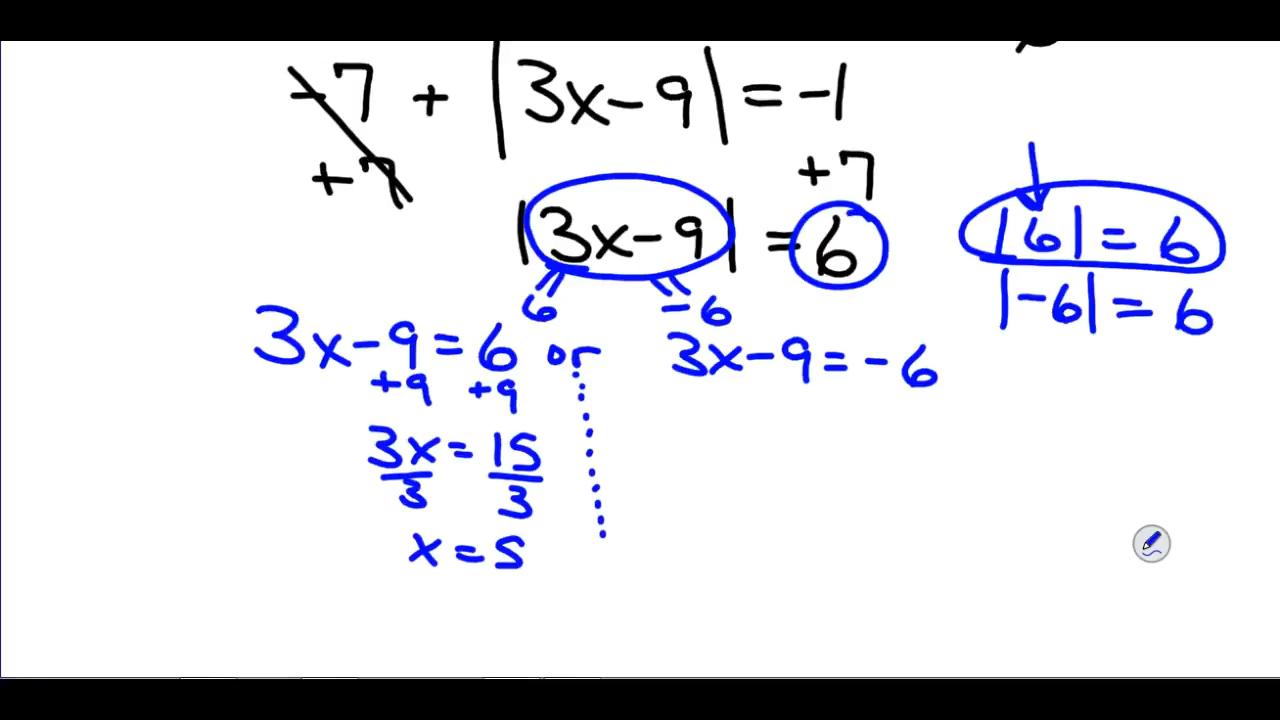 -7 + |3x-9| = -1
+7 +7
|3x-9| = 6 |6| = 6
6 -6 |-6| = 6
3x-9=6 or 3x-9=-6
+9 +9
3x = 15
3 3
x=5